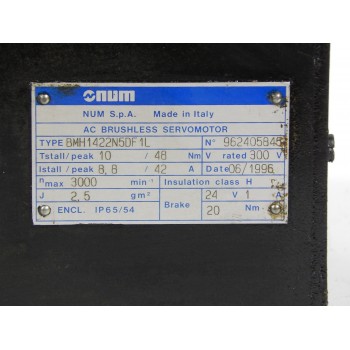 num
NUM S.p.A. Made in Italy
AC BRUSHLESS SERVOMOTOR
TYPE BMH1422N5DF1L N° 962405848
Tstall/peak 10 / 48 Nm V rated 300 V
Istall/peak 8,8 / 42 A Date 06/1996
nmax 3000 min⁻¹ Insulation class H
J 2,5 gm² Brake 24 V 1 A
ENCL. IP65/54 20 Nm